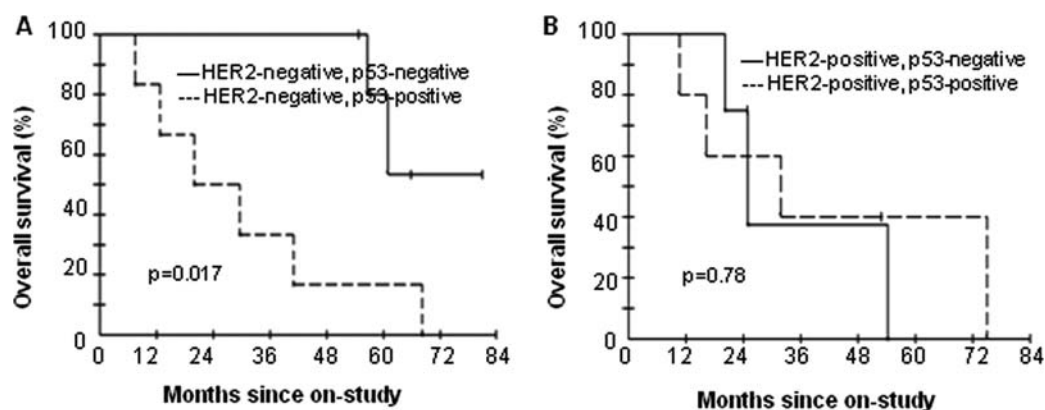 A
Overall survival (%)
100
80
60
40
20
0
HER2-negative, p53-negative
HER2-negative, p53-positive
p=0.017
0 12 24 36 48 60 72 84
Months since on-study
B
Overall survival (%)
100
80
60
40
20
0
HER2-positive, p53-negative
HER2-positive, p53-positive
p=0.78
0 12 24 36 48 60 72 84
Months since on-study